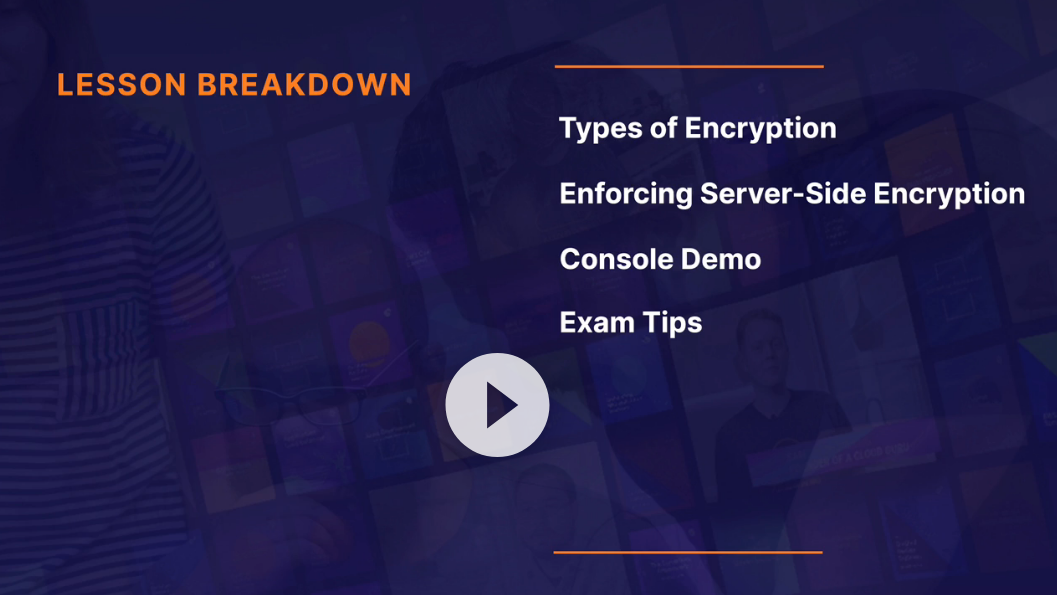 LESSON BREAKDOWN
Types of Encryption
Enforcing Server-Side Encryption
Console Demo
Exam Tips